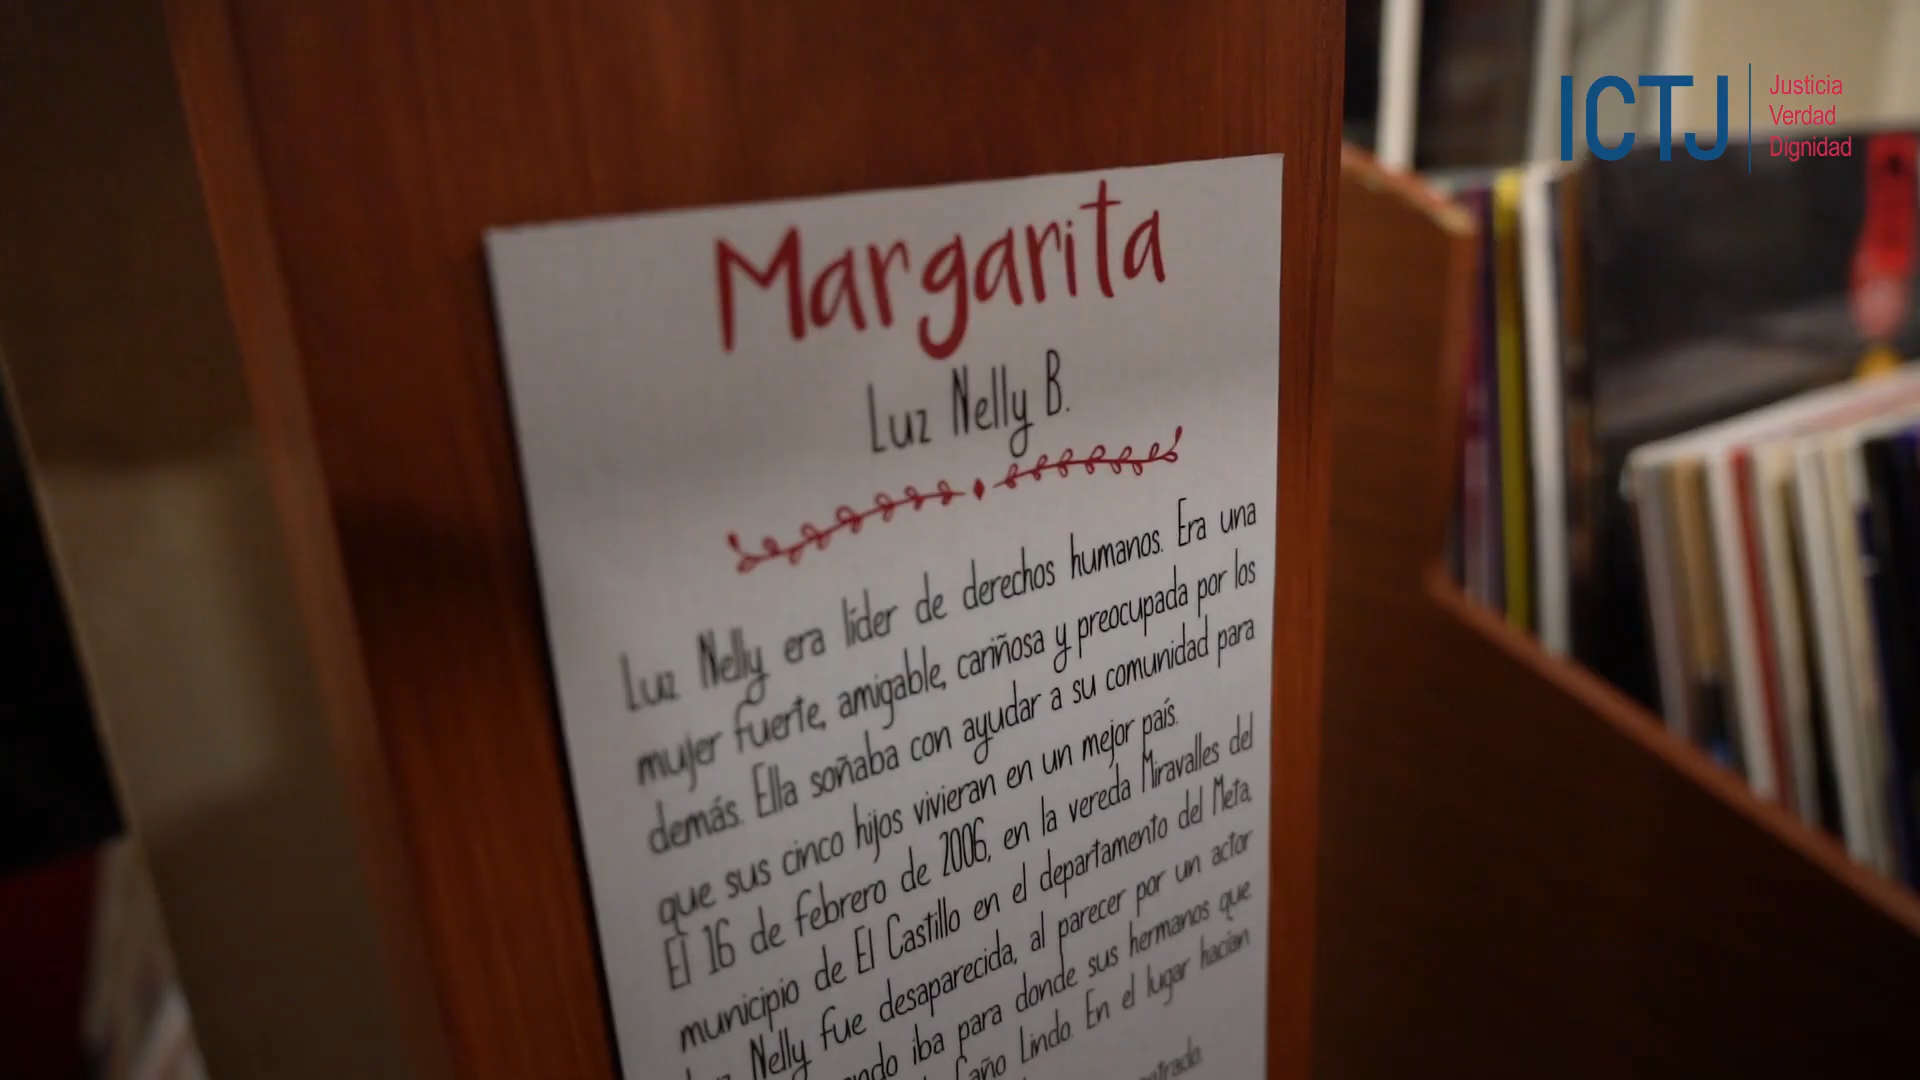 ICTJ
Justicia
Verdad
Dignidad
Margarita
Luz Nelly B.
Luz Nelly era líder de derechos humanos. Era una
mujer fuerte, amigable, cariñosa y preocupada por los
demás. Ella soñaba con ayudar a su comunidad para
que sus cinco hijos vivieran en un mejor país.
El 16 de febrero de 2006, en la vereda Miravalles del
municipio de El Castillo en el departamento del Meta,
Nelly fue desaparecida, al parecer por un actor
iba para donde sus hermanos que
Caño Lindo. En el lugar hacían